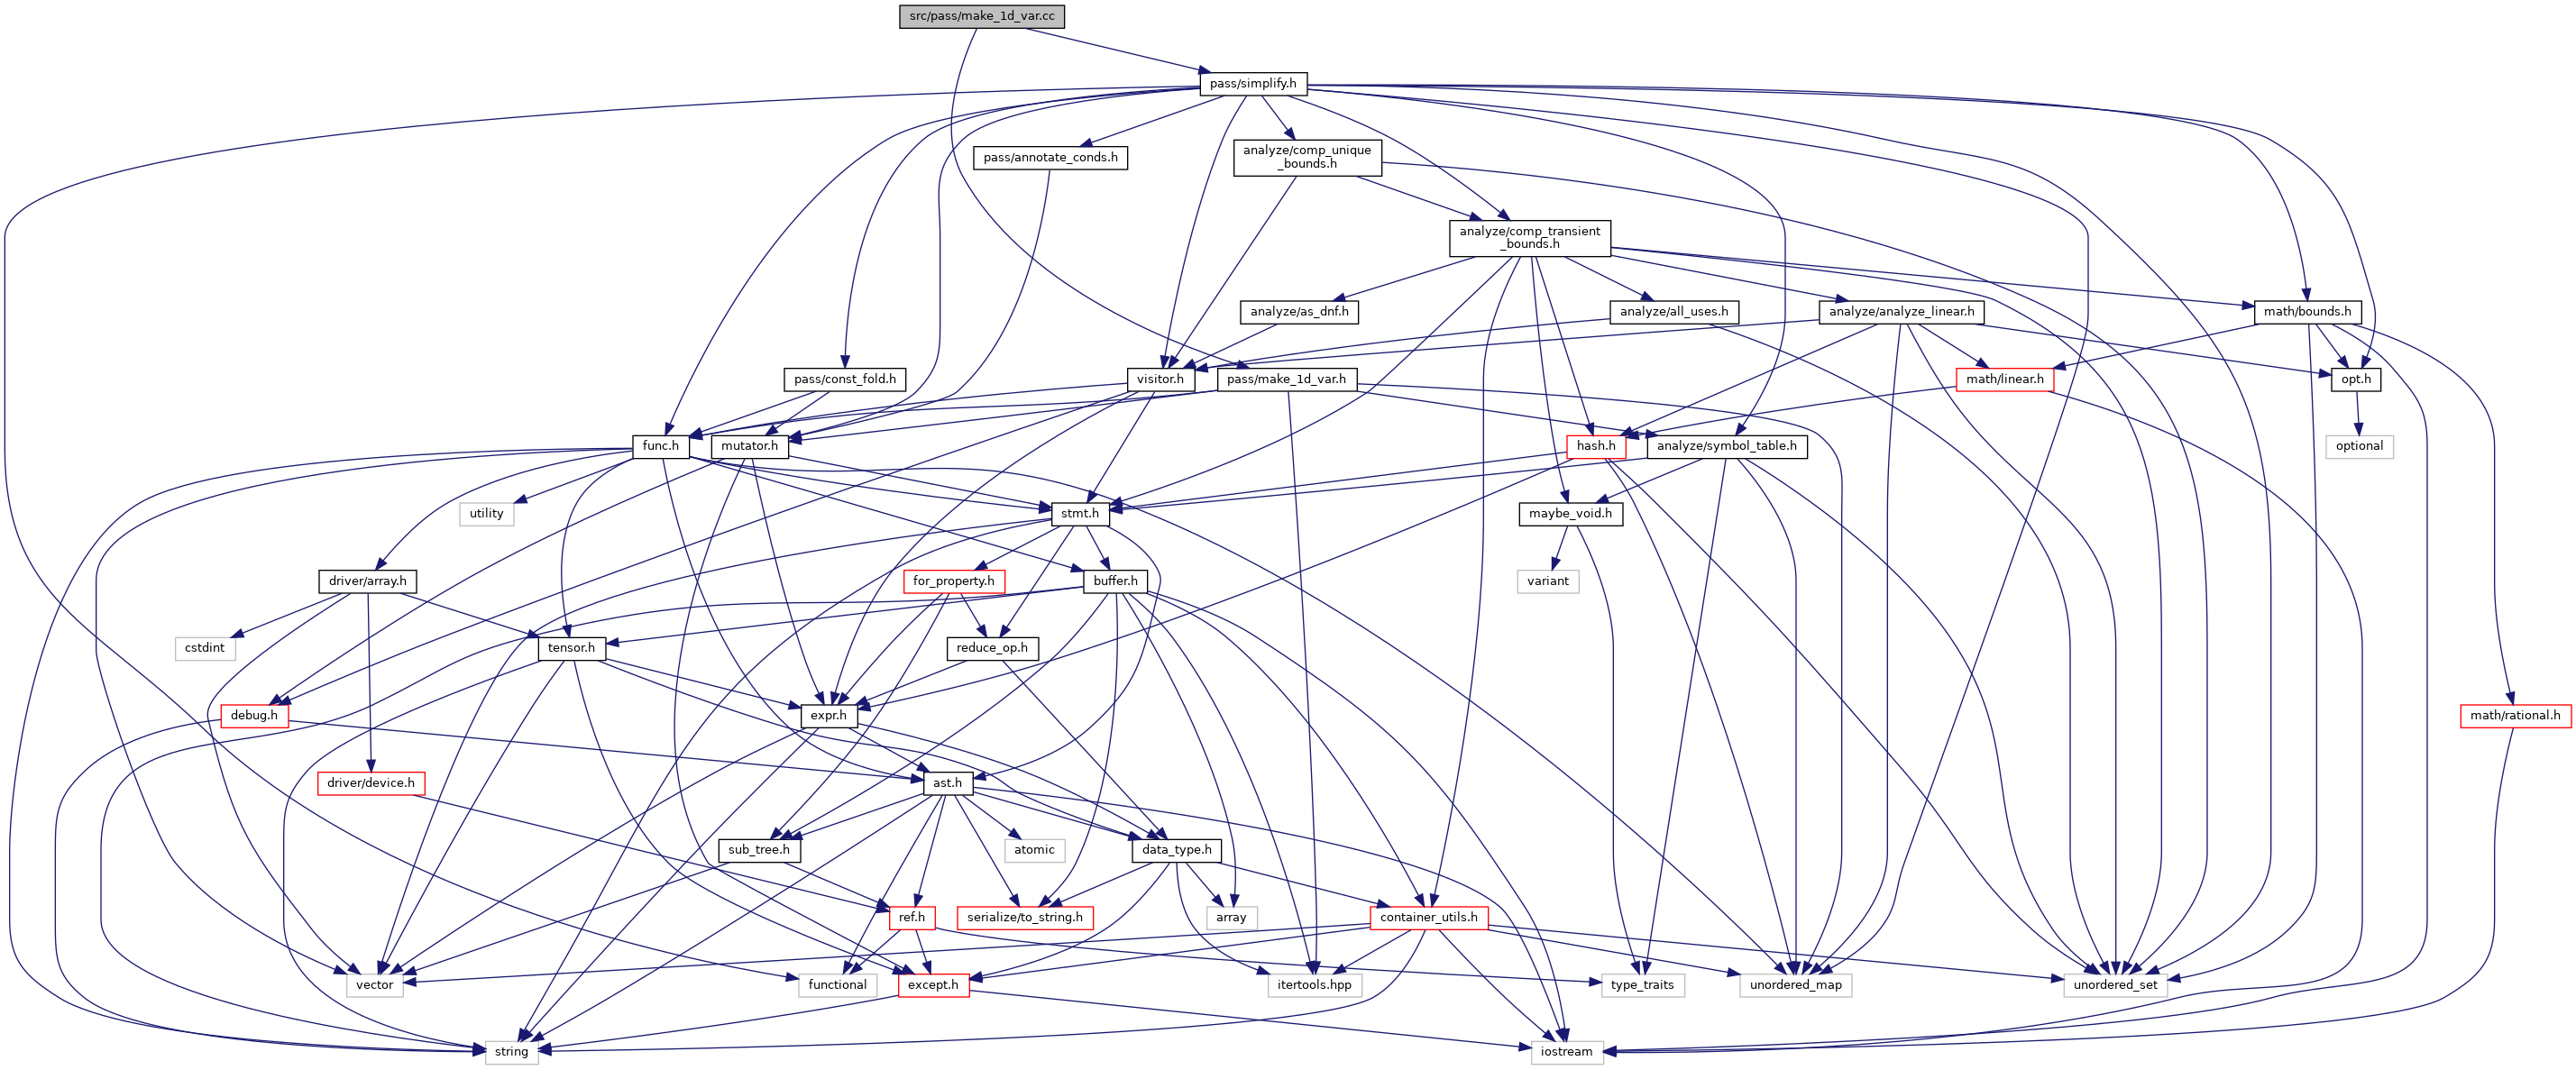 src/pass/make_1d_var.cc
pass/simplify.h
pass/annotate_conds.h
analyze/comp_unique
_bounds.h
analyze/comp_transient
_bounds.h
analyze/as_dnf.h
analyze/all_uses.h
analyze/analyze_linear.h
math/bounds.h
pass/const_fold.h
visitor.h
pass/make_1d_var.h
math/linear.h
opt.h
func.h
mutator.h
hash.h
analyze/symbol_table.h
optional
utility
stmt.h
maybe_void.h
driver/array.h
for_property.h
buffer.h
variant
cstdint
tensor.h
reduce_op.h
debug.h
expr.h
math/rational.h
driver/device.h
ast.h
sub_tree.h
atomic
data_type.h
ref.h
serialize/to_string.h
array
container_utils.h
vector
functional
except.h
itertools.hpp
type_traits
unordered_map
unordered_set
string
iostream